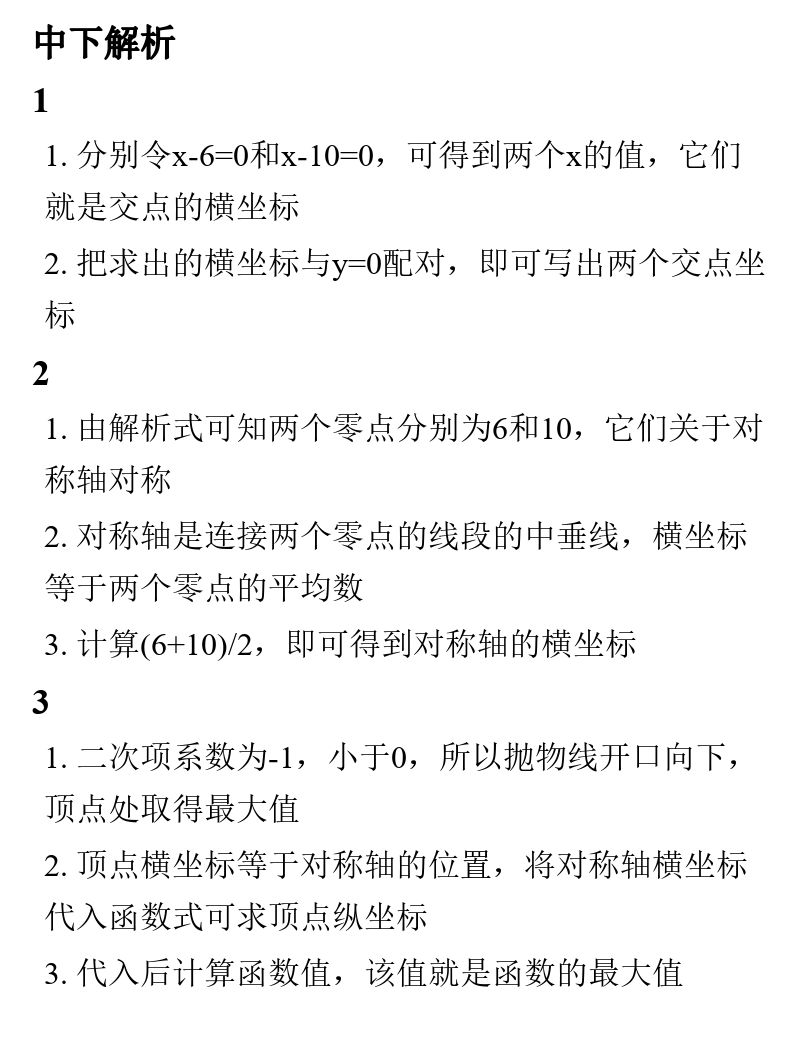 中下解析
1
1. 分别令x-6=0和x-10=0，可得到两个x的值，它们
就是交点的横坐标
2. 把求出的横坐标与y=0配对，即可写出两个交点坐
标
2
1. 由解析式可知两个零点分别为6和10，它们关于对
称轴对称
2. 对称轴是连接两个零点的线段的中垂线，横坐标
等于两个零点的平均数
3. 计算(6+10)/2，即可得到对称轴的横坐标
3
1. 二次项系数为-1，小于0，所以抛物线开口向下，
顶点处取得最大值
2. 顶点横坐标等于对称轴的位置，将对称轴横坐标
代入函数式可求顶点纵坐标
3. 代入后计算函数值，该值就是函数的最大值